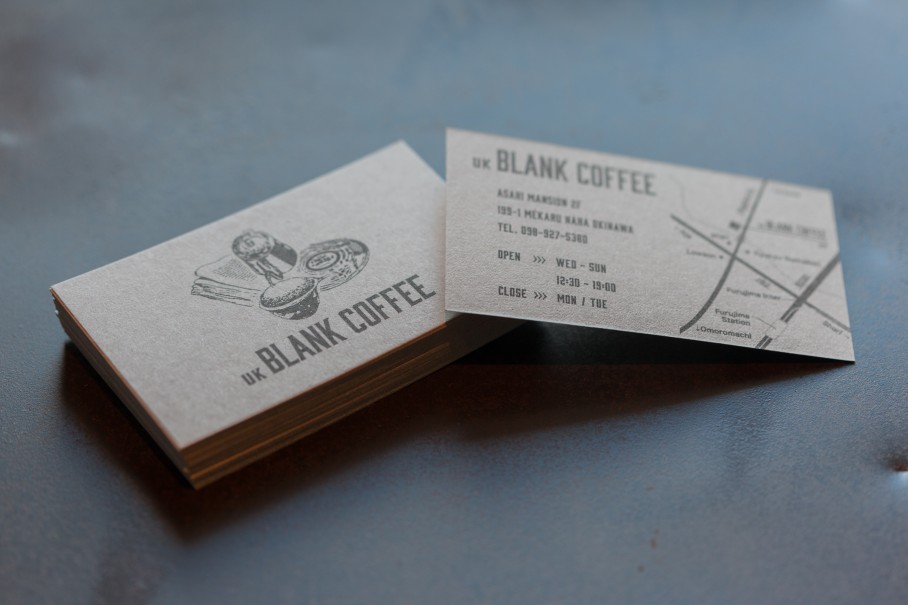 UK BLANK COFFEE
UK BLANK COFFEE
ASARI MANSION 2F
199-1 MEKARU NAHA OKINAWA
TEL. 098-927-5360
OPEN >>> WED - SUN
12:30 - 19:00
CLOSE >>> MON / TUE
Furujima
Station
↓Omoromachi